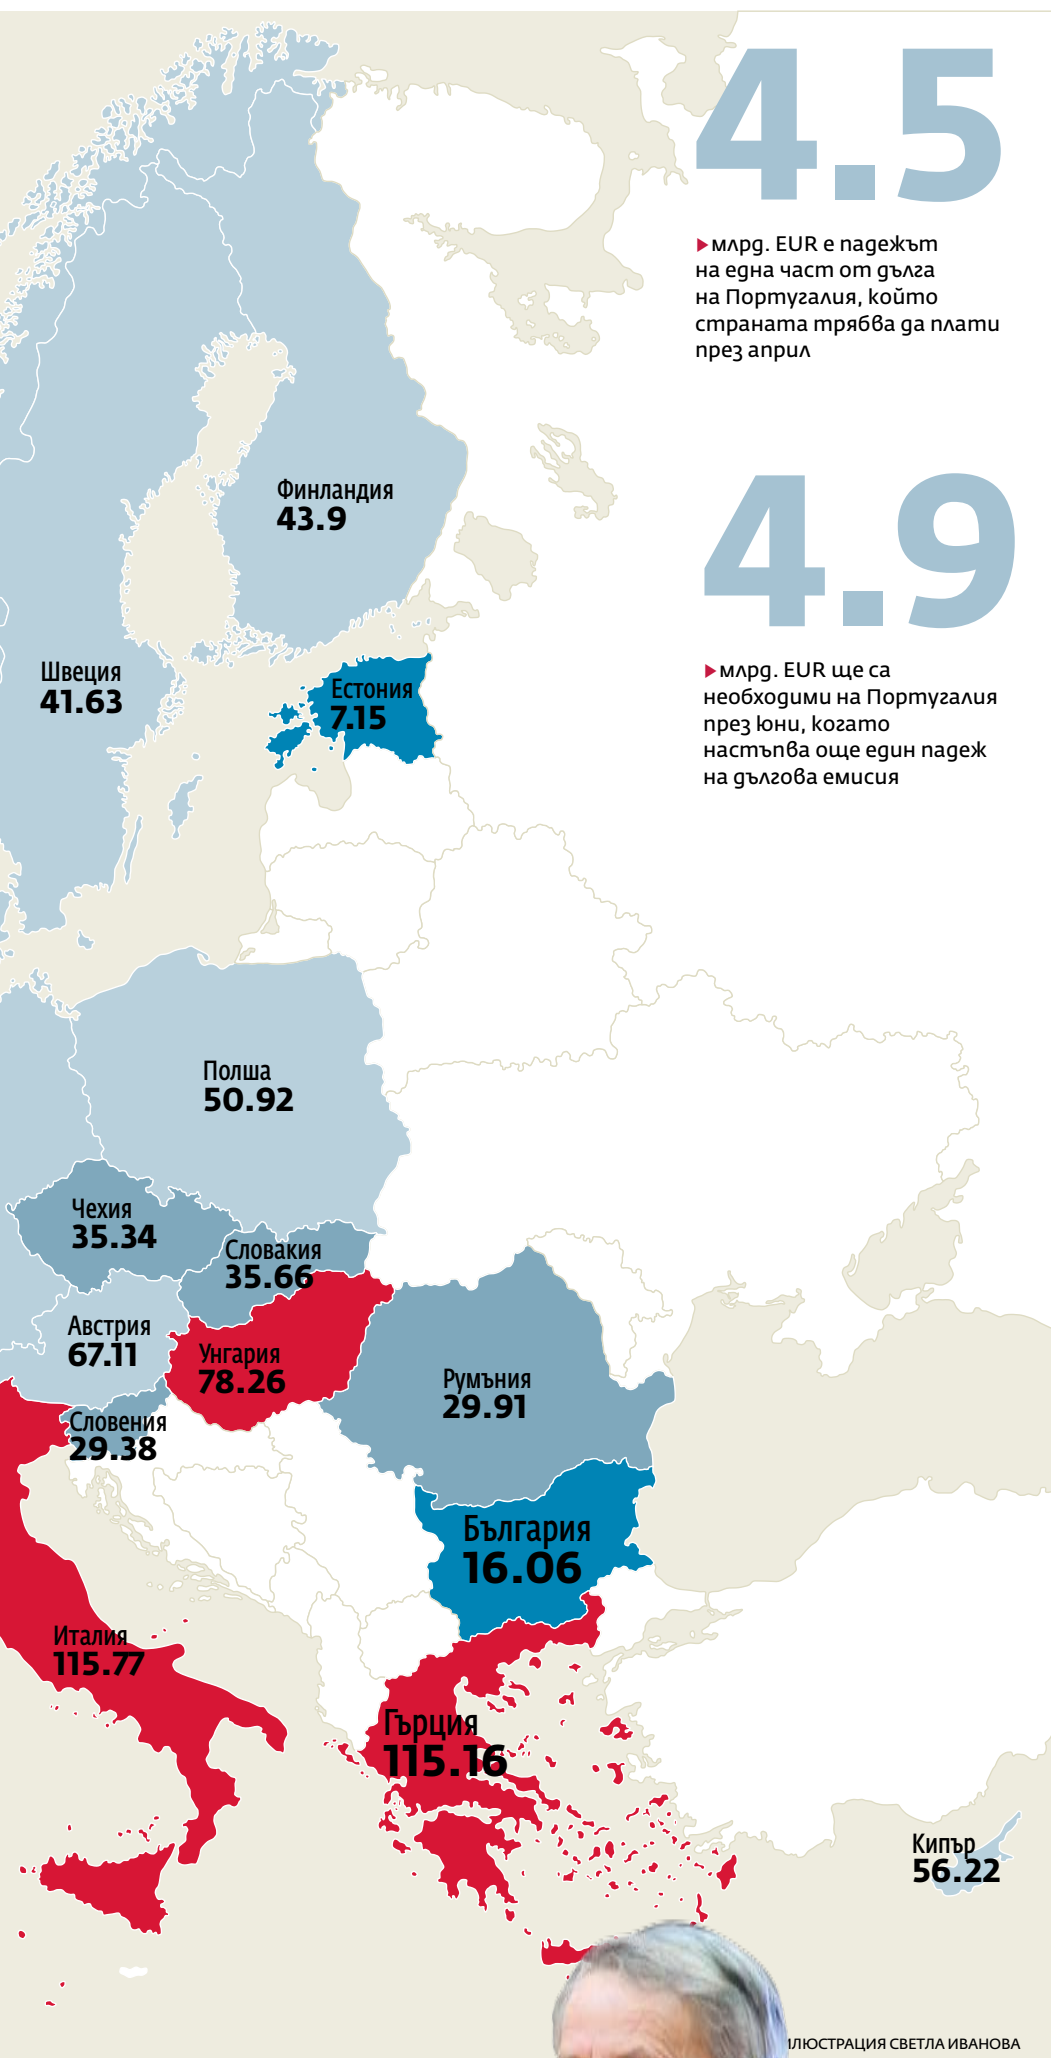 4.5
▶млрд. EUR е падежът
на една част от дълга
на Португалия, който
страната трябва да плати
през април
Финландия
43.9
4.9
▶млрд. EUR ще са
необходими на Португалия
през юни, когато
настъпва още един падеж
на дългова емисия
Швеция
41.63
Естония
7.15
Полша
50.92
Чехия
35.34
Словакия
35.66
Австрия
67.11
Унгария
78.26
Румъния
29.91
Словения
29.38
България
16.06
Италия
115.77
Гърция
115.16
Кипър
56.22
ИЛЮСТРАЦИЯ СВЕТЛА ИВАНОВА